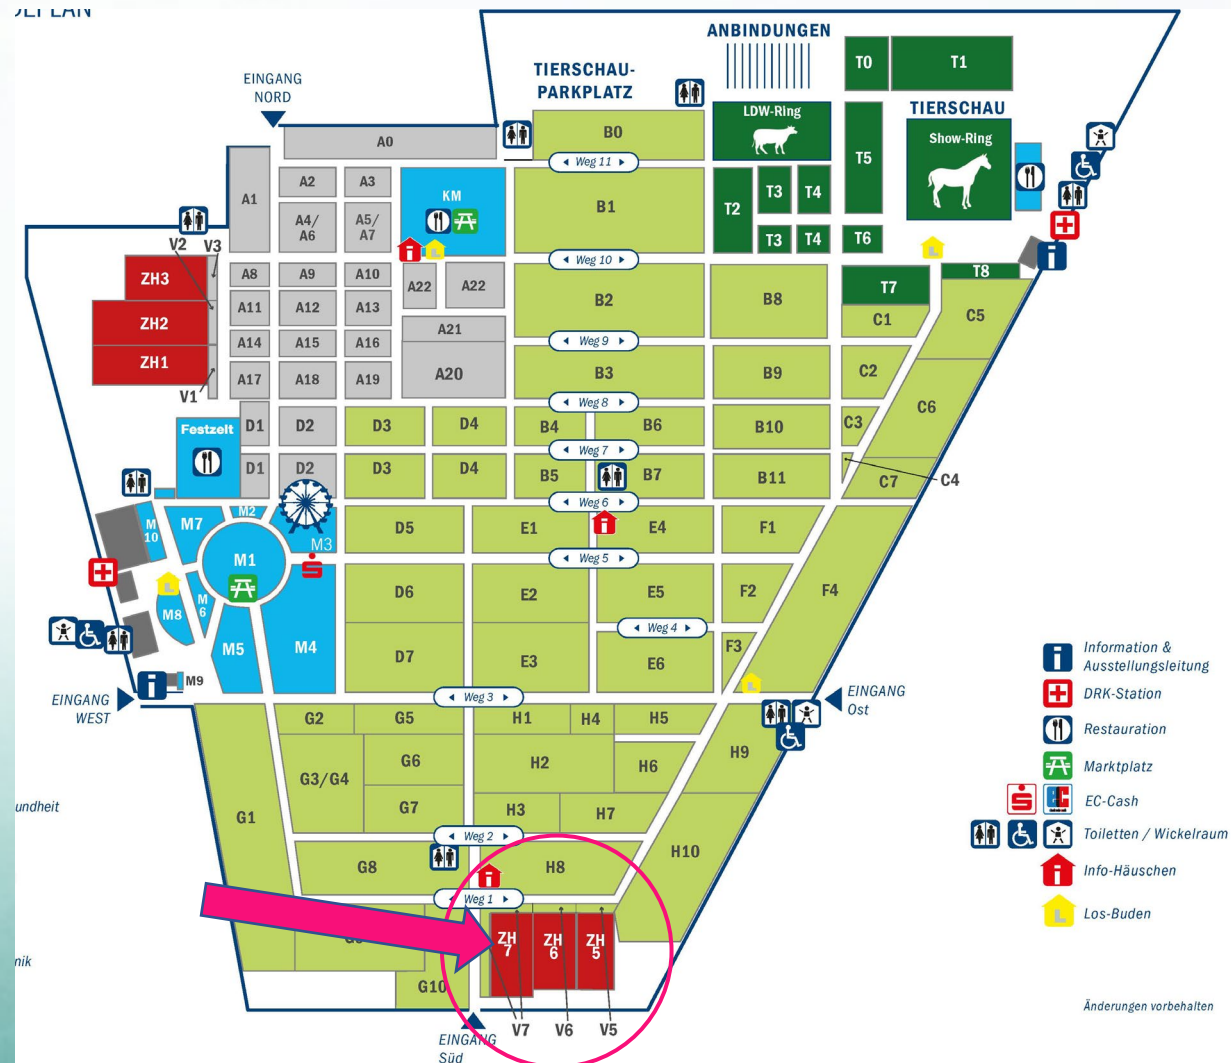 EINGANG
NORD
TIERSCHAU-
PARKPLATZ
ANBINDUNGEN
T0
T1
LDW-Ring
TIERSCHAU
Show-Ring
A0
B0
Weg 11
A1
A2
A3
KM
B1
T2
T3
T4
T5
A4/
A6
A5/
A7
T3
T4
T6
V2
V3
Weg 10
ZH3
A8
A9
A10
A22
A22
B2
B8
T7
T8
C1
C5
ZH2
A11
A12
A13
A21
Weg 9
ZH1
A14
A15
A16
A20
B3
B9
C2
V1
A17
A18
A19
Weg 8
C6
Festzelt
D1
D2
D3
D4
B4
B6
B10
C3
Weg 7
D1
D2
D3
D4
B5
B7
B11
C7
C4
Weg 6
M
10
M7
M2
M3
D5
E1
E4
F1
M1
Weg 5
M8
M
6
D6
E2
E5
F2
F4
Weg 4
M5
M4
D7
E3
E6
F3
M9
EINGANG
WEST
Weg 3
EINGANG
Ost
G2
G5
H1
H4
H5
G3/G4
G6
H2
H6
H9
G7
H3
H7
G1
Weg 2
G8
H8
H10
Weg 1
ZH
7
ZH
6
ZH
5
G10
V7
V6
V5
EINGANG
Süd
undheit
nik
Information &
Ausstellungsleitung
DRK-Station
Restauration
Marktplatz
EC-Cash
Toiletten / Wickelraum
Info-Häuschen
Los-Buden
Änderungen vorbehalten